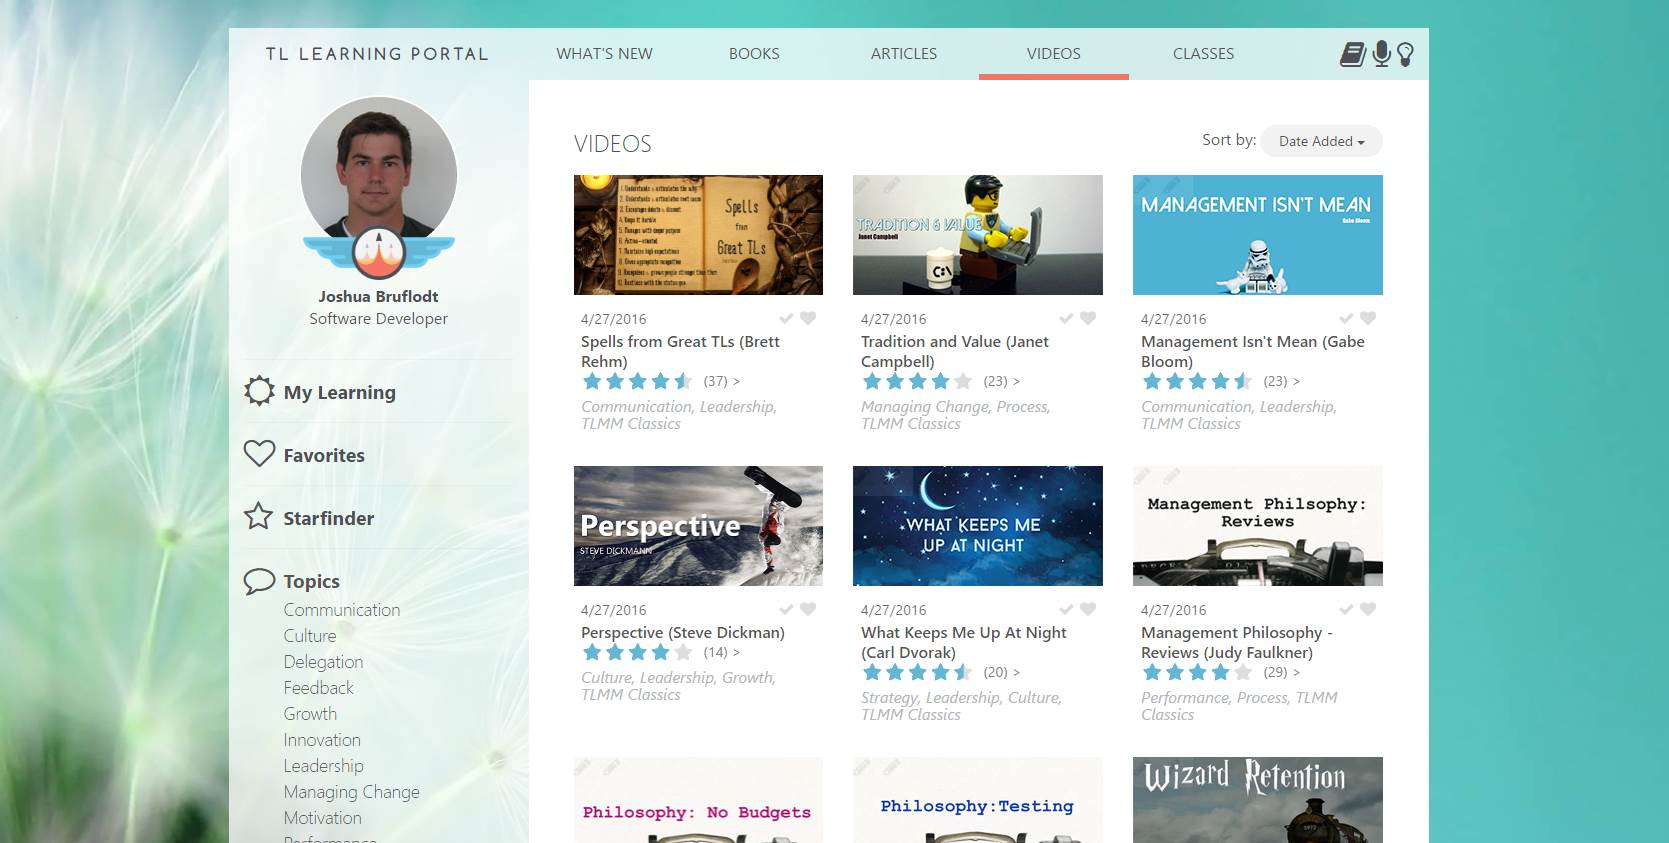 TL LEARNING PORTAL
WHAT'S NEW
BOOKS
ARTICLES
VIDEOS
CLASSES
Joshua Bruflodt
Software Developer
My Learning
Favorites
Starfinder
Topics
Communication
Culture
Delegation
Feedback
Growth
Innovation
Leadership
Managing Change
Motivation
Performance
VIDEOS
Sort by: Date Added
Spells
from
Great TLs
4/27/2016
Spells from Great TLs (Brett
Rehm)
(37) >
Communication, Leadership,
TLMM Classics
TRADITION & VALUE
Janet Campbell
C:\
4/27/2016
Tradition and Value (Janet
Campbell)
(23) >
Managing Change, Process,
TLMM Classics
MANAGEMENT ISN'T MEAN
Gabe Bloom
4/27/2016
Management Isn't Mean (Gabe
Bloom)
(23) >
Communication, Leadership,
TLMM Classics
Perspective
STEVE DICKMANN
4/27/2016
Perspective (Steve Dickman)
(14) >
Culture, Leadership, Growth,
TLMM Classics
WHAT KEEPS ME
UP AT NIGHT
4/27/2016
What Keeps Me Up At Night
(Carl Dvorak)
(20) >
Strategy, Leadership, Culture,
TLMM Classics
Management Philsophy:
Reviews
4/27/2016
Management Philosophy -
Reviews (Judy Faulkner)
(29) >
Performance, Process, TLMM
Classics
Philosophy: No Budgets
Philosophy:Testing
Wizard Retention
5972